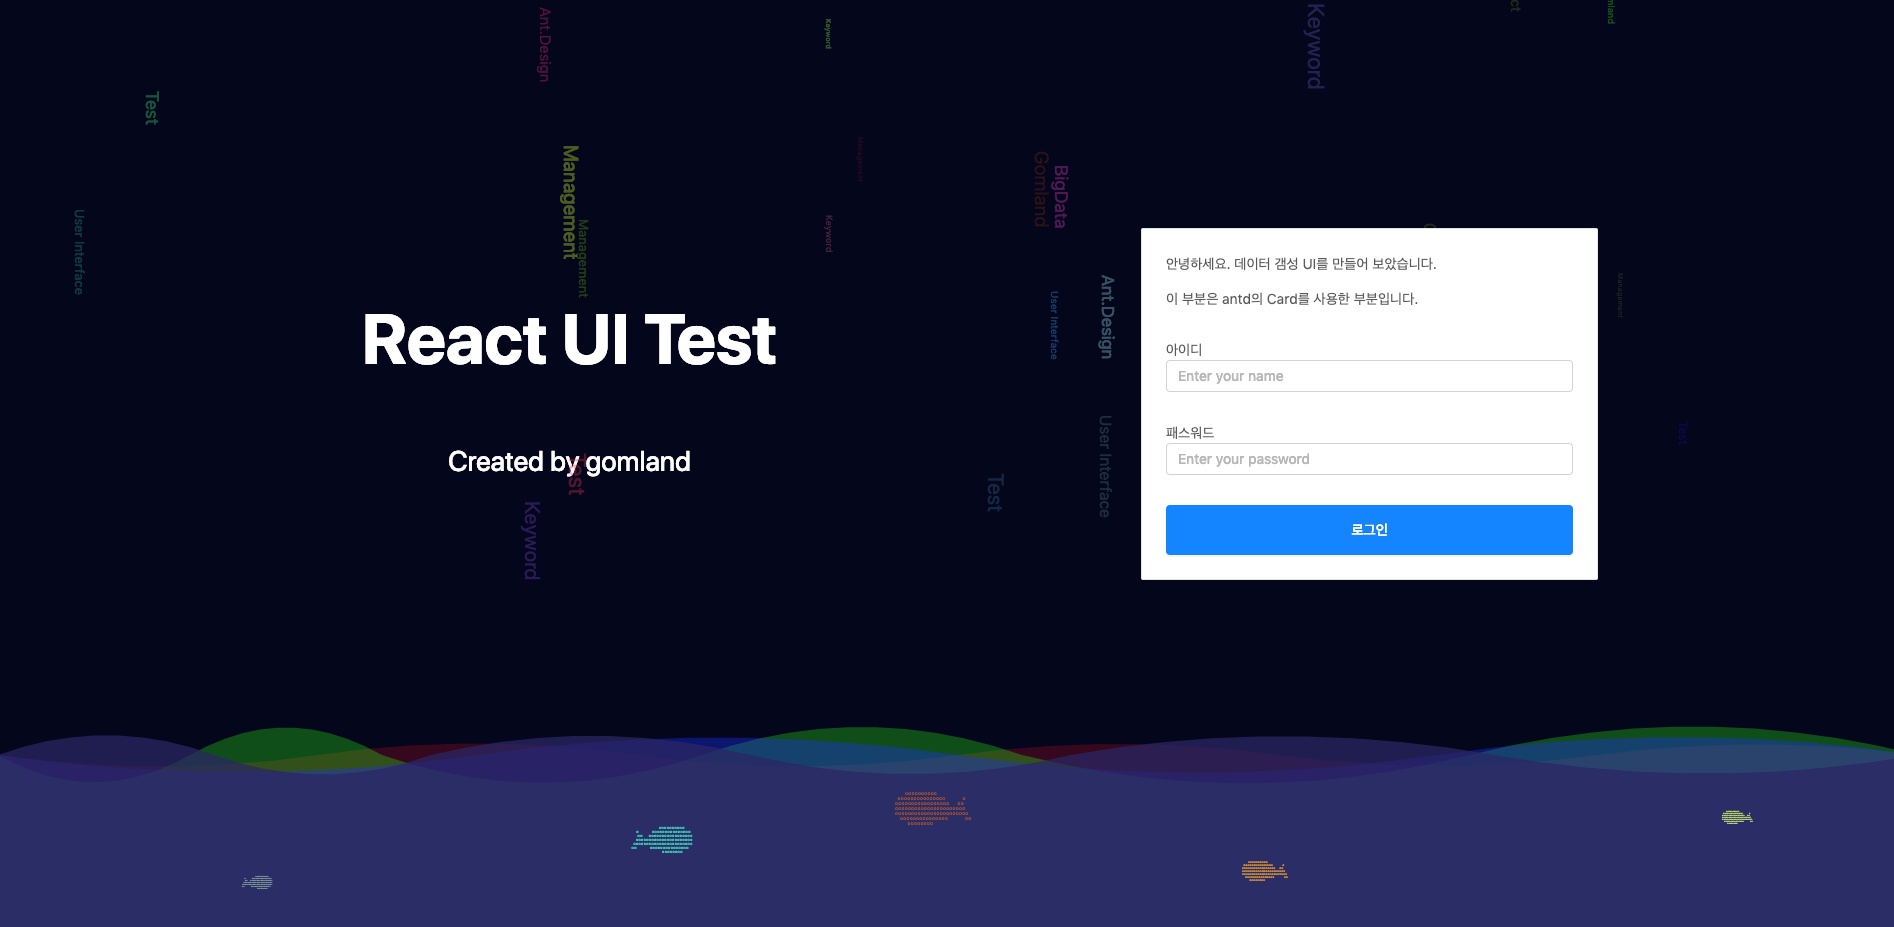 Ant.Design
Keyword
Keyword
Test
Management
Management
BigData
Gomland
User Interface
Keyword
React UI Test
Created by gomland
Test
Keyword
User Interface
Ant.Design
User Interface
Test
Test
안녕하세요. 데이터 갬성 UI를 만들어 보았습니다.
이 부분은 antd의 Card를 사용한 부분입니다.
아이디
Enter your name
패스워드
Enter your password
로그인